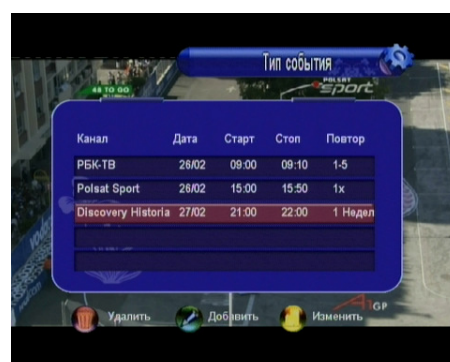 Тип события
POLSAT
sport
48 TO GO
Канал Дата Старт Стоп Повтор
РБК-ТВ 26/02 09:00 09:10 1-5
Polsat Sport 26/02 15:00 15:50 1x
Discovery Historia 27/02 21:00 22:00 1 Недел
Удалить Добавить Изменить
A1GP